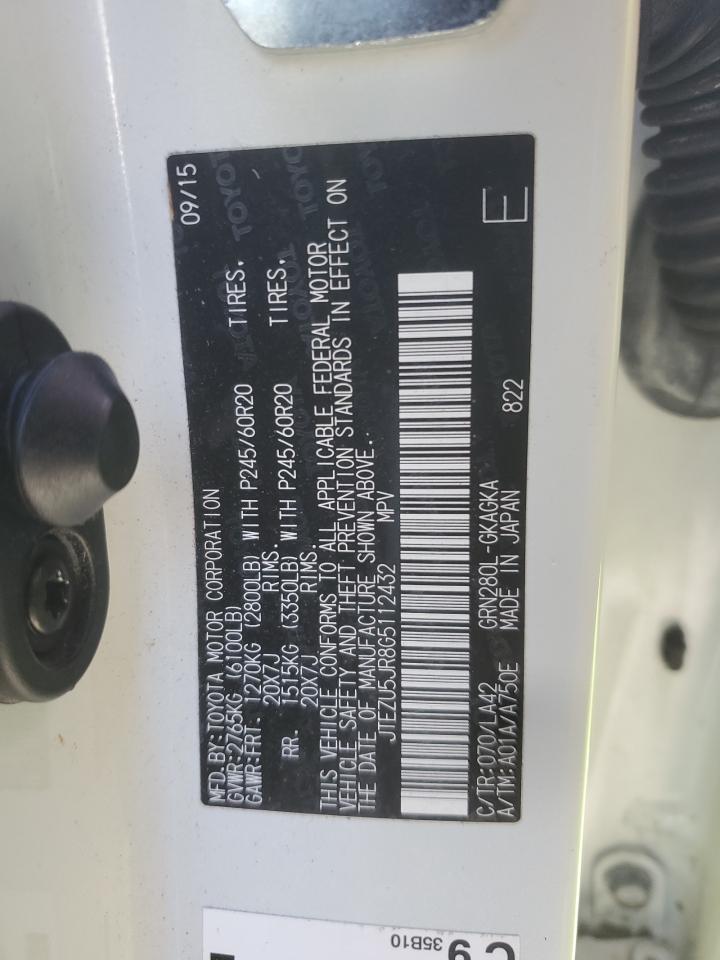 MFD.BY:TOYOTA MOTOR CORPORATION 09/15
GVWR:2765KG (6100LB)
GAWR:FRT. 1270KG (2800LB) WITH P245/60R20 TIRES.
20X7J RIMS.
RR. 1515KG (3350LB) WITH P245/60R20 TIRES.
20X7J RIMS.
THIS VEHICLE CONFORMS TO ALL APPLICABLE FEDERAL MOTOR
VEHICLE SAFETY AND THEFT PREVENTION STANDARDS IN EFFECT ON
THE DATE OF MANUFACTURE SHOWN ABOVE.
JTEZU5JR8G5112432 MPV
C/TR:070/LA42 GRN280L-GKAGKA 822
A/TM:A01A/A750E MADE IN JAPAN
E
C9
35B10